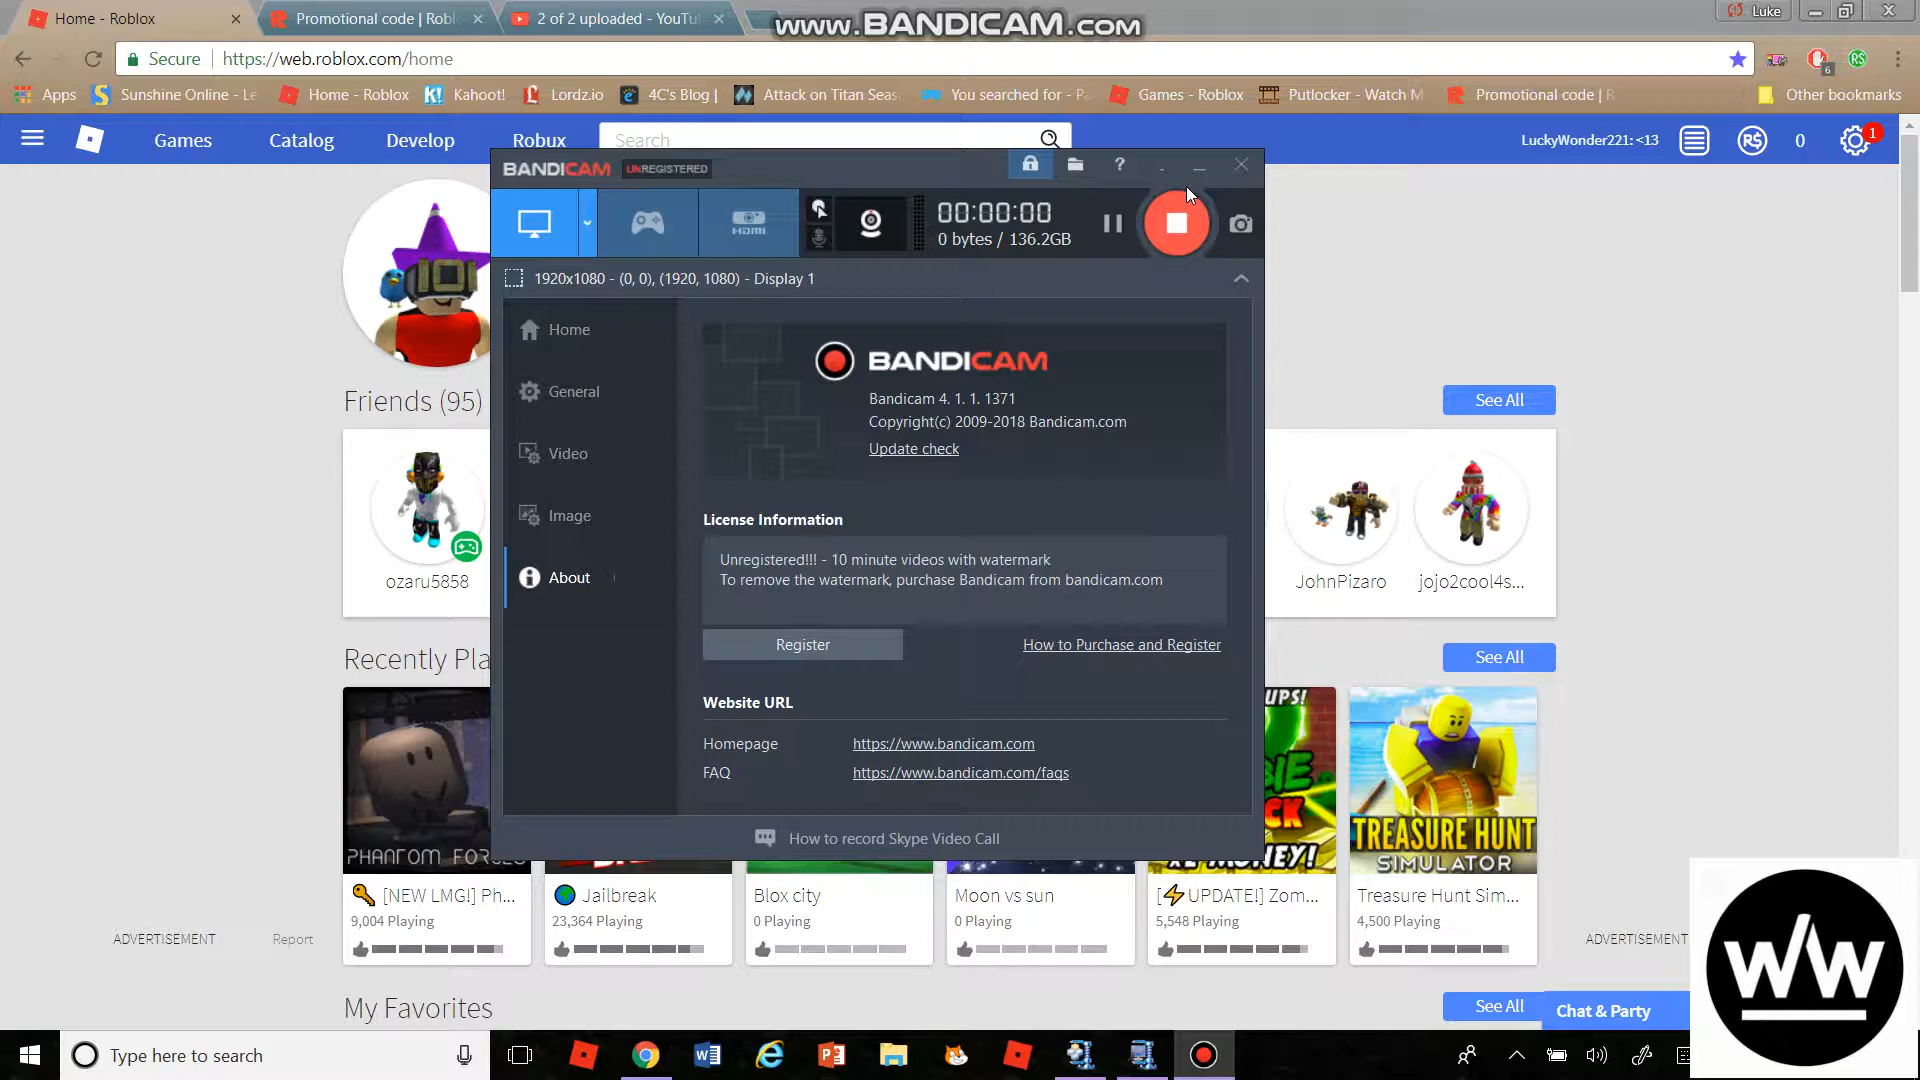 Home - Roblox
Promotional code | Robl
2 of 2 uploaded - YouTu
www.BANDICAM.com
Luke
Secure
https://web.roblox.com/home
6
Apps
Sunshine Online - Le
Home - Roblox
Kahoot!
Lordz.io
4C's Blog |
Attack on Titan Seas
You searched for - Pa
Games - Roblox
Putlocker - Watch M
Promotional code | R
Other bookmarks
Games
Catalog
Develop
Robux
Search
LuckyWonder221: <13
R$
0
1
BANDICAM
UNREGISTERED
?
HDMI
00:00:00
0 bytes / 136.2GB
1920x1080 - (0, 0), (1920, 1080) - Display 1
Home
General
Video
Image
About
BANDICAM
Bandicam 4. 1. 1. 1371
Copyright(c) 2009-2018 Bandicam.com
Update check
License Information
Unregistered!!! - 10 minute videos with watermark
To remove the watermark, purchase Bandicam from bandicam.com
Register
How to Purchase and Register
Website URL
Homepage
https://www.bandicam.com
FAQ
https://www.bandicam.com/faqs
How to record Skype Video Call
Friends (95)
See All
ozaru5858
JohnPizaro
jojo2cool4s...
Recently Pla
See All
PHANTOM FORCES
UPS!
MONEY!
TREASURE HUNT
SIMULATOR
[NEW LMG!] Ph...
9,004 Playing
Jailbreak
23,364 Playing
Blox city
0 Playing
Moon vs sun
0 Playing
[⚡UPDATE!] Zom...
5,548 Playing
Treasure Hunt Sim...
4,500 Playing
ADVERTISEMENT
Report
ADVERTISEMENT
My Favorites
See All
Chat & Party
WW
Type here to search